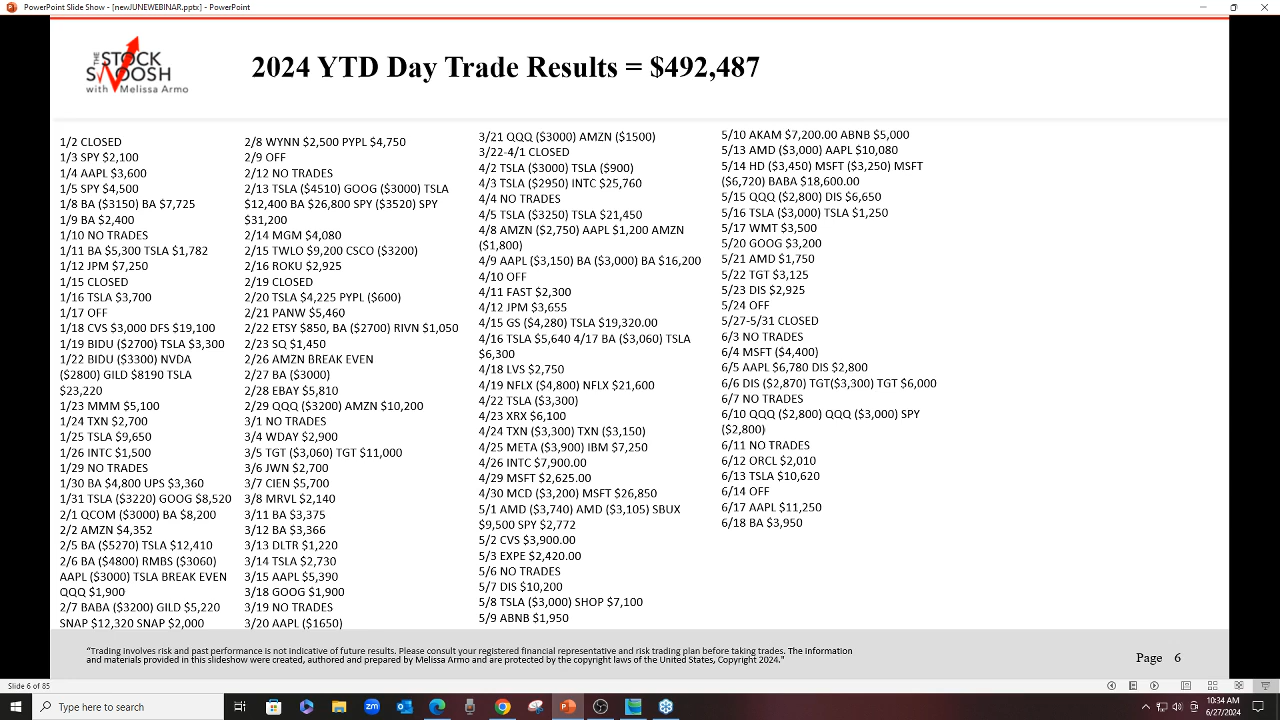 PowerPoint Slide Show - [newJUNEWEBINAR.pptx] - PowerPoint
THE
STOCK
SWOOSH
with Melissa Armo
2024 YTD Day Trade Results = $492,487
1/2 CLOSED
1/3 SPY $2,100
1/4 AAPL $3,600
1/5 SPY $4,500
1/8 BA ($3150) BA $7,725
1/9 BA $2,400
1/10 NO TRADES
1/11 BA $5,300 TSLA $1,782
1/12 JPM $7,250
1/15 CLOSED
1/16 TSLA $3,700
1/17 OFF
1/18 CVS $3,000 DFS $19,100
1/19 BIDU ($2700) TSLA $3,300
1/22 BIDU ($3300) NVDA
($2800) GILD $8190 TSLA
$23,220
1/23 MMM $5,100
1/24 TXN $2,700
1/25 TSLA $9,650
1/26 INTC $1,500
1/29 NO TRADES
1/30 BA $4,800 UPS $3,360
1/31 TSLA ($3220) GOOG $8,520
2/1 QCOM ($3000) BA $8,200
2/2 AMZN $4,352
2/5 BA ($5270) TSLA $12,410
2/6 BA ($4800) RMBS ($3060)
AAPL ($3000) TSLA BREAK EVEN
QQQ $1,900
2/7 BABA ($3200) GILD $5,220
SNAP $12,320 SNAP $2,000
2/8 WYNN $2,500 PYPL $4,750
2/9 OFF
2/12 NO TRADES
2/13 TSLA ($4510) GOOG ($3000) TSLA
$12,400 BA $26,800 SPY ($3520) SPY
$31,200
2/14 MGM $4,080
2/15 TWLO $9,200 CSCO ($3200)
2/16 ROKU $2,925
2/19 CLOSED
2/20 TSLA $4,225 PYPL ($600)
2/21 PANW $5,460
2/22 ETSY $850, BA ($2700) RIVN $1,050
2/23 SQ $1,450
2/26 AMZN BREAK EVEN
2/27 BA ($3000)
2/28 EBAY $5,810
2/29 QQQ ($3200) AMZN $10,200
3/1 NO TRADES
3/4 WDAY $2,900
3/5 TGT ($3,060) TGT $11,000
3/6 JWN $2,700
3/7 CIEN $5,700
3/8 MRVL $2,140
3/11 BA $3,375
3/12 BA $3,366
3/13 DLTR $1,220
3/14 TSLA $2,730
3/15 AAPL $5,390
3/18 GOOG $1,900
3/19 NO TRADES
3/20 AAPL ($1650)
3/21 QQQ ($3000) AMZN ($1500)
3/22-4/1 CLOSED
4/2 TSLA ($3000) TSLA ($900)
4/3 TSLA ($2950) INTC $25,760
4/4 NO TRADES
4/5 TSLA ($3250) TSLA $21,450
4/8 AMZN ($2,750) AAPL $1,200 AMZN
($1,800)
4/9 AAPL ($3,150) BA ($3,000) BA $16,200
4/10 OFF
4/11 FAST $2,300
4/12 JPM $3,655
4/15 GS ($4,280) TSLA $19,320.00
4/16 TSLA $5,640 4/17 BA ($3,060) TSLA
$6,300
4/18 LVS $2,750
4/19 NFLX ($4,800) NFLX $21,600
4/22 TSLA ($3,300)
4/23 XRX $6,100
4/24 TXN ($3,300) TXN ($3,150)
4/25 META ($3,900) IBM $7,250
4/26 INTC $7,900.00
4/29 MSFT $2,625.00
4/30 MCD ($3,200) MSFT $26,850
5/1 AMD ($3,740) AMD ($3,105) SBUX
$9,500 SPY $2,772
5/2 CVS $3,900.00
5/3 EXPE $2,420.00
5/6 NO TRADES
5/7 DIS $10,200
5/8 TSLA ($3,000) SHOP $7,100
5/9 ABNB $1,950
5/10 AKAM $7,200.00 ABNB $5,000
5/13 AMD ($3,000) AAPL $10,080
5/14 HD ($3,450) MSFT ($3,250) MSFT
($6,720) BABA $18,600.00
5/15 QQQ ($2,800) DIS $6,650
5/16 TSLA ($3,000) TSLA $1,250
5/17 WMT $3,500
5/20 GOOG $3,200
5/21 AMD $1,750
5/22 TGT $3,125
5/23 DIS $2,925
5/24 OFF
5/27-5/31 CLOSED
6/3 NO TRADES
6/4 MSFT ($4,400)
6/5 AAPL $6,780 DIS $2,800
6/6 DIS ($2,870) TGT($3,300) TGT $6,000
6/7 NO TRADES
6/10 QQQ ($2,800) QQQ ($3,000) SPY
($2,800)
6/11 NO TRADES
6/12 ORCL $2,010
6/13 TSLA $10,620
6/14 OFF
6/17 AAPL $11,250
6/18 BA $3,950
"Trading involves risk and past performance is not indicative of future results. Please consult your registered financial representative and risk trading plan before taking trades. The information
and materials provided in this slideshow were created, authored and prepared by Melissa Armo and are protected by the copyright laws of the United States, Copyright 2024."
Page 6
Slide 6 of 85
Type here to search
10:34 AM
6/27/2024